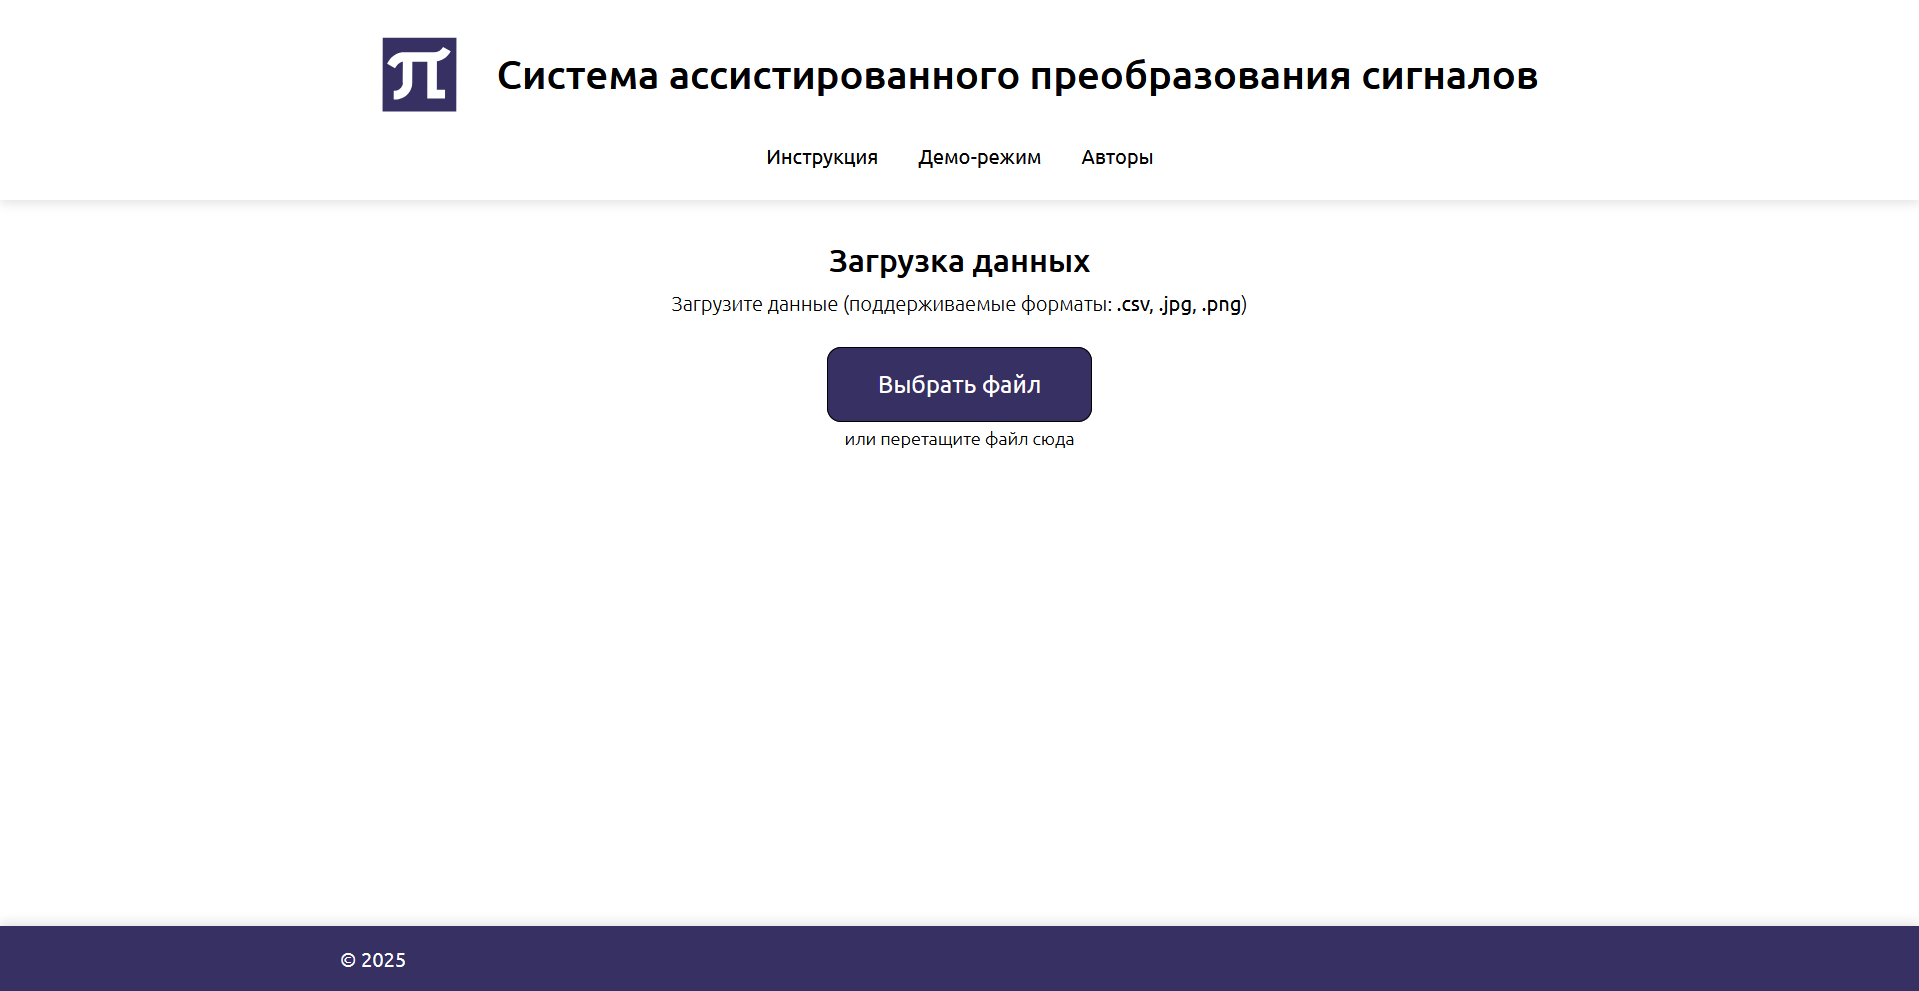 π
Система ассистированного преобразования сигналов
Инструкция Демо-режим Авторы
Загрузка данных
Загрузите данные (поддерживаемые форматы: .csv, .jpg, .png)
Выбрать файл
или перетащите файл сюда
© 2025